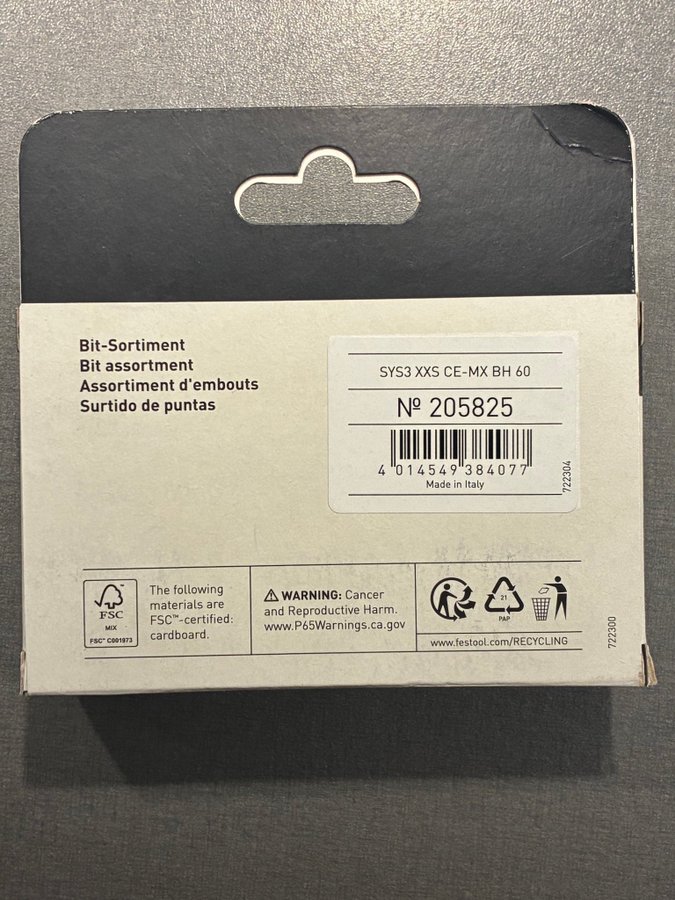 Bit-Sortiment
Bit assortment
Assortiment d'embouts
Surtido de puntas
SYS3 XXS CE-MX BH 60
Nº 205825
4 014549 384077
Made in Italy
722304
FSC™
MIX
FSC® C001973
The following
materials are
FSC™-certified:
cardboard.
⚠ WARNING: Cancer
and Reproductive Harm.
www.P65Warnings.ca.gov
21
PAP
www.festool.com/RECYCLING
722300